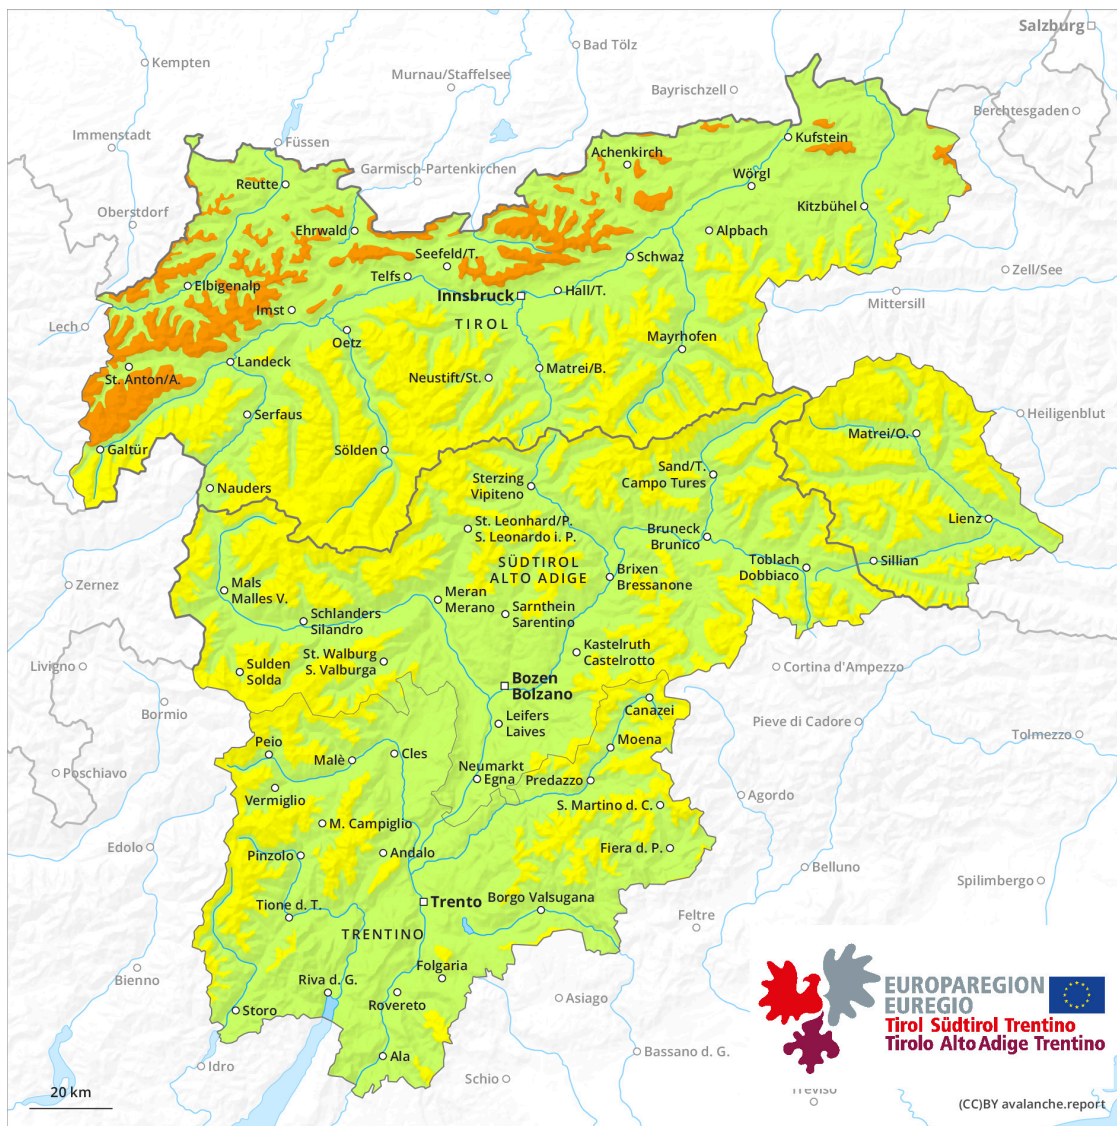 Salzburg
Bad Tölz
Kempten
Murnau/Staffelsee
Bayrischzell
Berchtesgaden
Immenstadt
Füssen
Kufstein
Achenkirch
Garmisch-Partenkirchen
Wörgl
Reutte
Oberstdorf
Kitzbühel
Ehrwald
Alpbach
Seefeld/T.
Schwaz
Telfs
Zell/See
Elbigenalp
Innsbruck
Hall/T.
Mittersill
Imst
TIROL
Lech
Oetz
Mayrhofen
Landeck
Matrei/B.
St. Anton/A.
Neustift/St.
Serfaus
Heiligenblut
Matrei/O.
Galtür
Sölden
Sand/T.
Campo Tures
Sterzing
Vipiteno
Nauders
Lienz
St. Leonhard/P.
S. Leonardo i. P.
Bruneck
Brunico
SÜDTIROL
ALTO ADIGE
Toblach
Dobbiaco
Sillian
Brixen
Bressanone
Zernez
Mals
Malles V.
Meran
Merano
Sarnthein
Sarentino
Schlanders
Silandro
Kastelruth
Castelrotto
St. Walburg
S. Valburga
Livigno
Sulden
Solda
Cortina d'Ampezzo
Bozen
Bolzano
Canazei
Bormio
Leifers
Laives
Pieve di Cadore
Tolmezzo
Moena
Peio
Malè
Cles
Poschiavo
Neumarkt
Egna
Predazzo
Vermiglio
Agordo
S. Martino d. C.
M. Campiglio
Edolo
Fiera d. P.
Pinzolo
Andalo
Belluno
Spilimbergo
Borgo Valsugana
Trento
Tione d. T.
Feltre
TRENTINO
Folgaria
Bienno
Riva d. G.
EUROPAREGION
EUREGIO
Tirol Südtirol Trentino
Tirolo Alto Adige Trentino
Rovereto
Asiago
Storo
Ala
Bassano d. G.
Idro
Schio
20 km
Treviso
(CC)BY avalanche.report